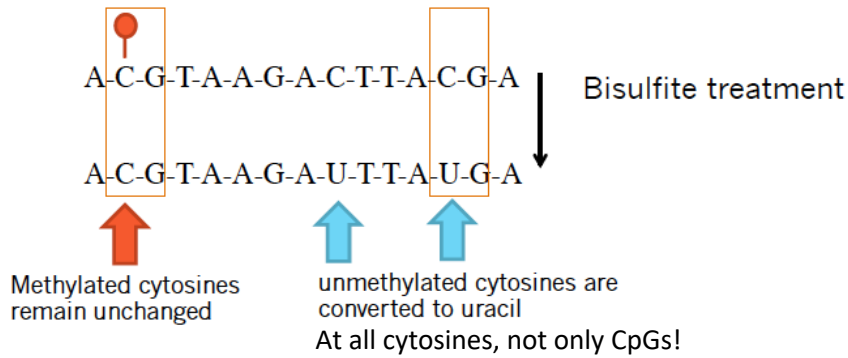 A-C-G-T-A-A-G-A-C-T-T-A-C-G-A
Bisulfite treatment
A-C-G-T-A-A-G-A-U-T-T-A-U-G-A
Methylated cytosines
remain unchanged
unmethylated cytosines are
converted to uracil
At all cytosines, not only CpGs!